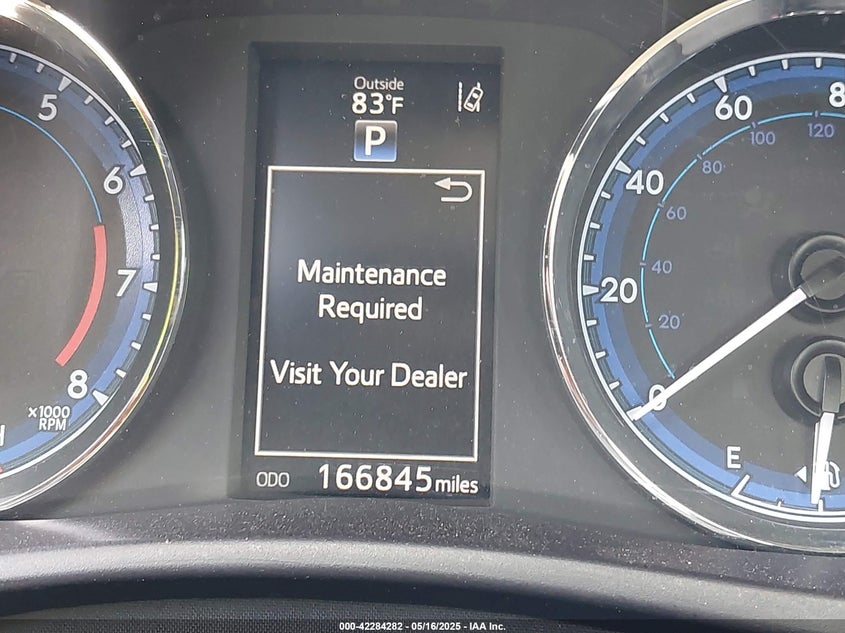 Outside
83°F
P
Maintenance
Required
Visit Your Dealer
ODO 166845 miles
5
6
7
8
x1000
RPM
0
20
40
60
8
20
40
60
80
100
120
E
000-42284282 - 05/16/2025 - IAA Inc.